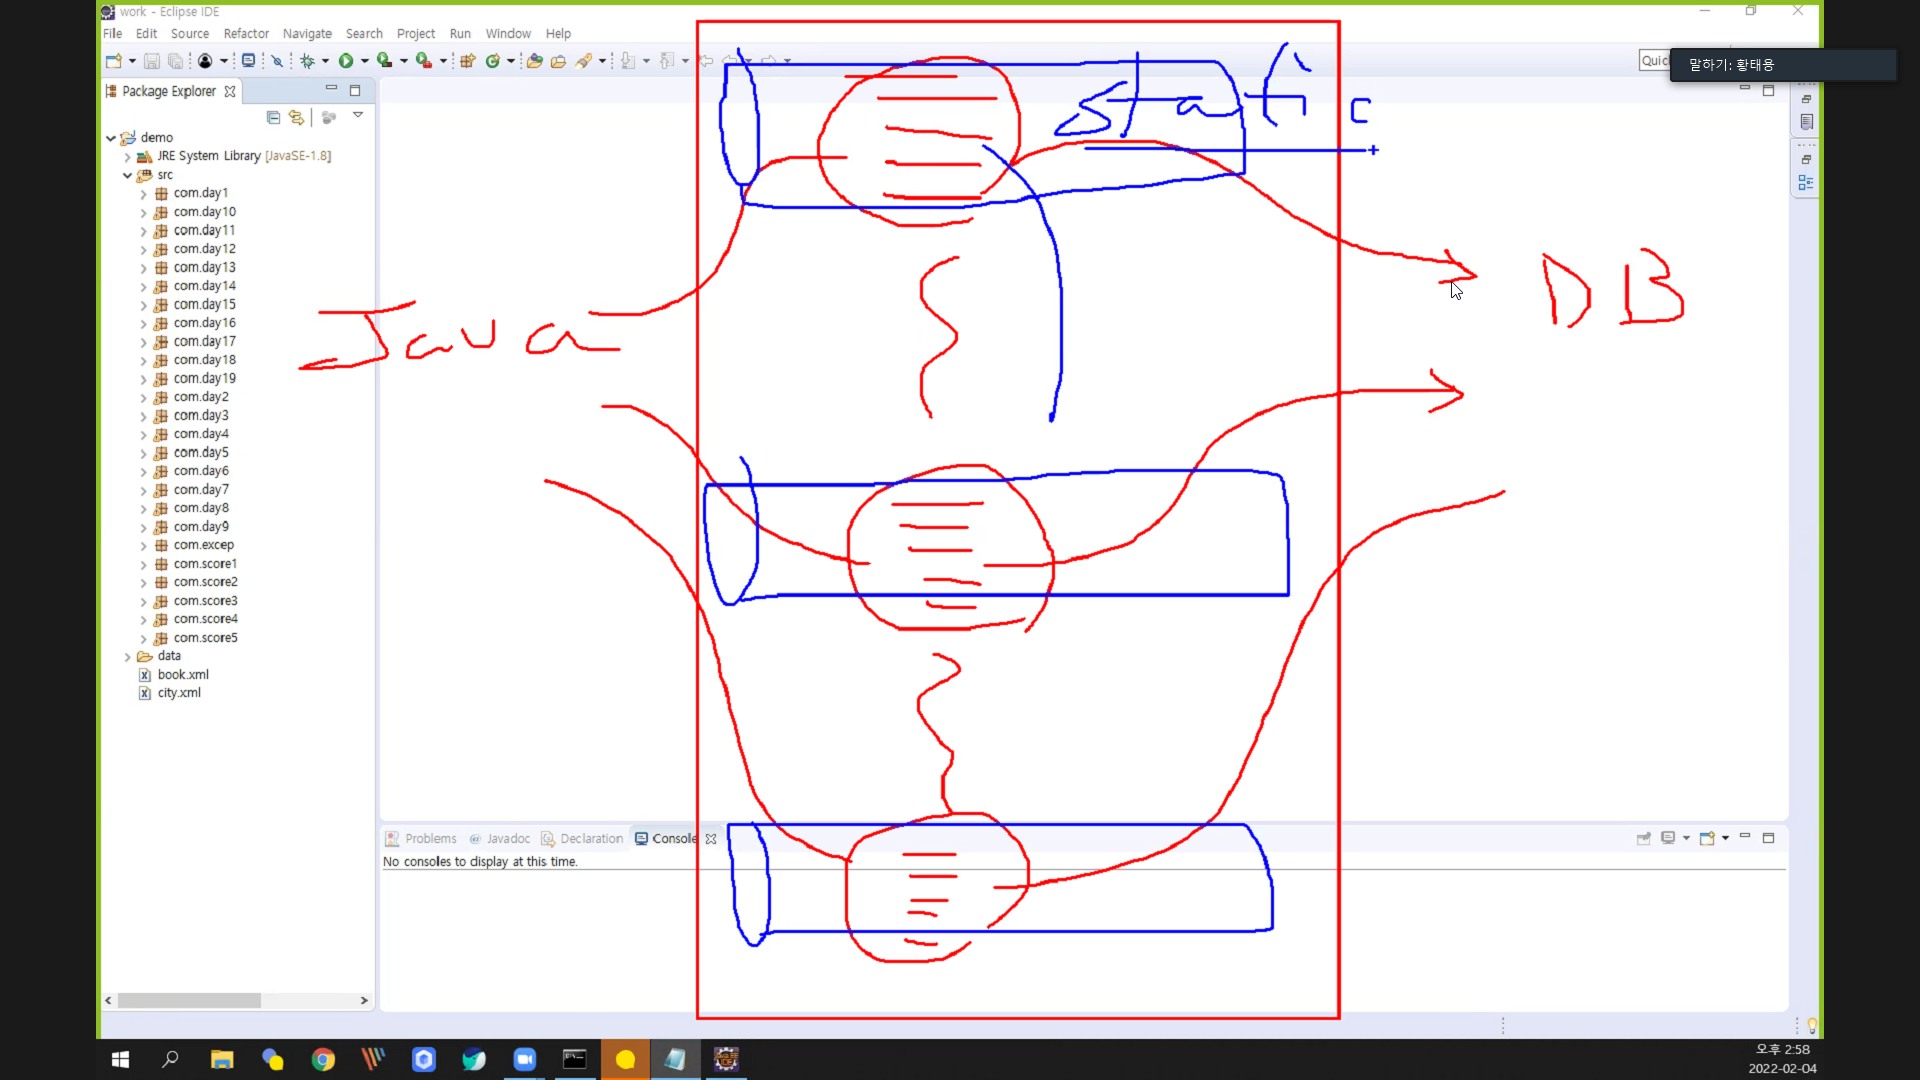 work - Eclipse IDE
File Edit Source Refactor Navigate Search Project Run Window Help
말하기: 황태용
Package Explorer
demo
JRE System Library [JavaSE-1.8]
src
com.day1
com.day10
com.day11
com.day12
com.day13
com.day14
com.day15
com.day16
com.day17
com.day18
com.day19
com.day2
com.day3
com.day4
com.day5
com.day6
com.day7
com.day8
com.day9
com.excep
com.score1
com.score2
com.score3
com.score4
com.score5
data
book.xml
city.xml
static
Java
DB
Problems Javadoc Declaration Console
No consoles to display at this time.
오후 2:58
2022-02-04